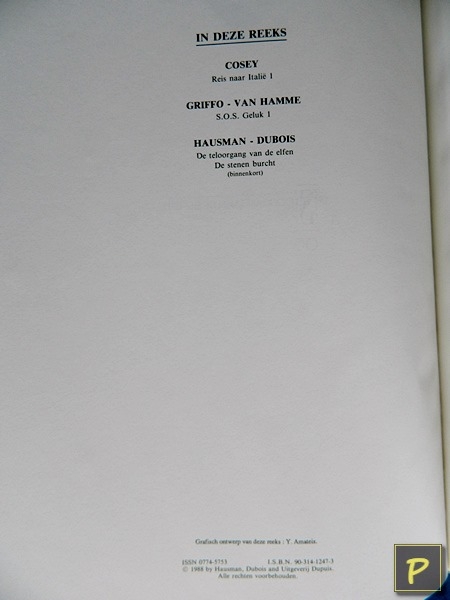 IN DEZE REEKS
COSEY
Reis naar Italië 1
GRIFFO - VAN HAMME
S.O.S. Geluk 1
HAUSMAN - DUBOIS
De teloorgang van de elfen
De stenen burcht
(binnenkort)
Grafisch ontwerp van deze reeks : Y. Amateis.
ISSN 0774-5753 I.S.B.N. 90-314-1247-3
© 1988 by Hausman, Dubois and Uitgeverij Dupuis.
Alle rechten voorbehouden.
P